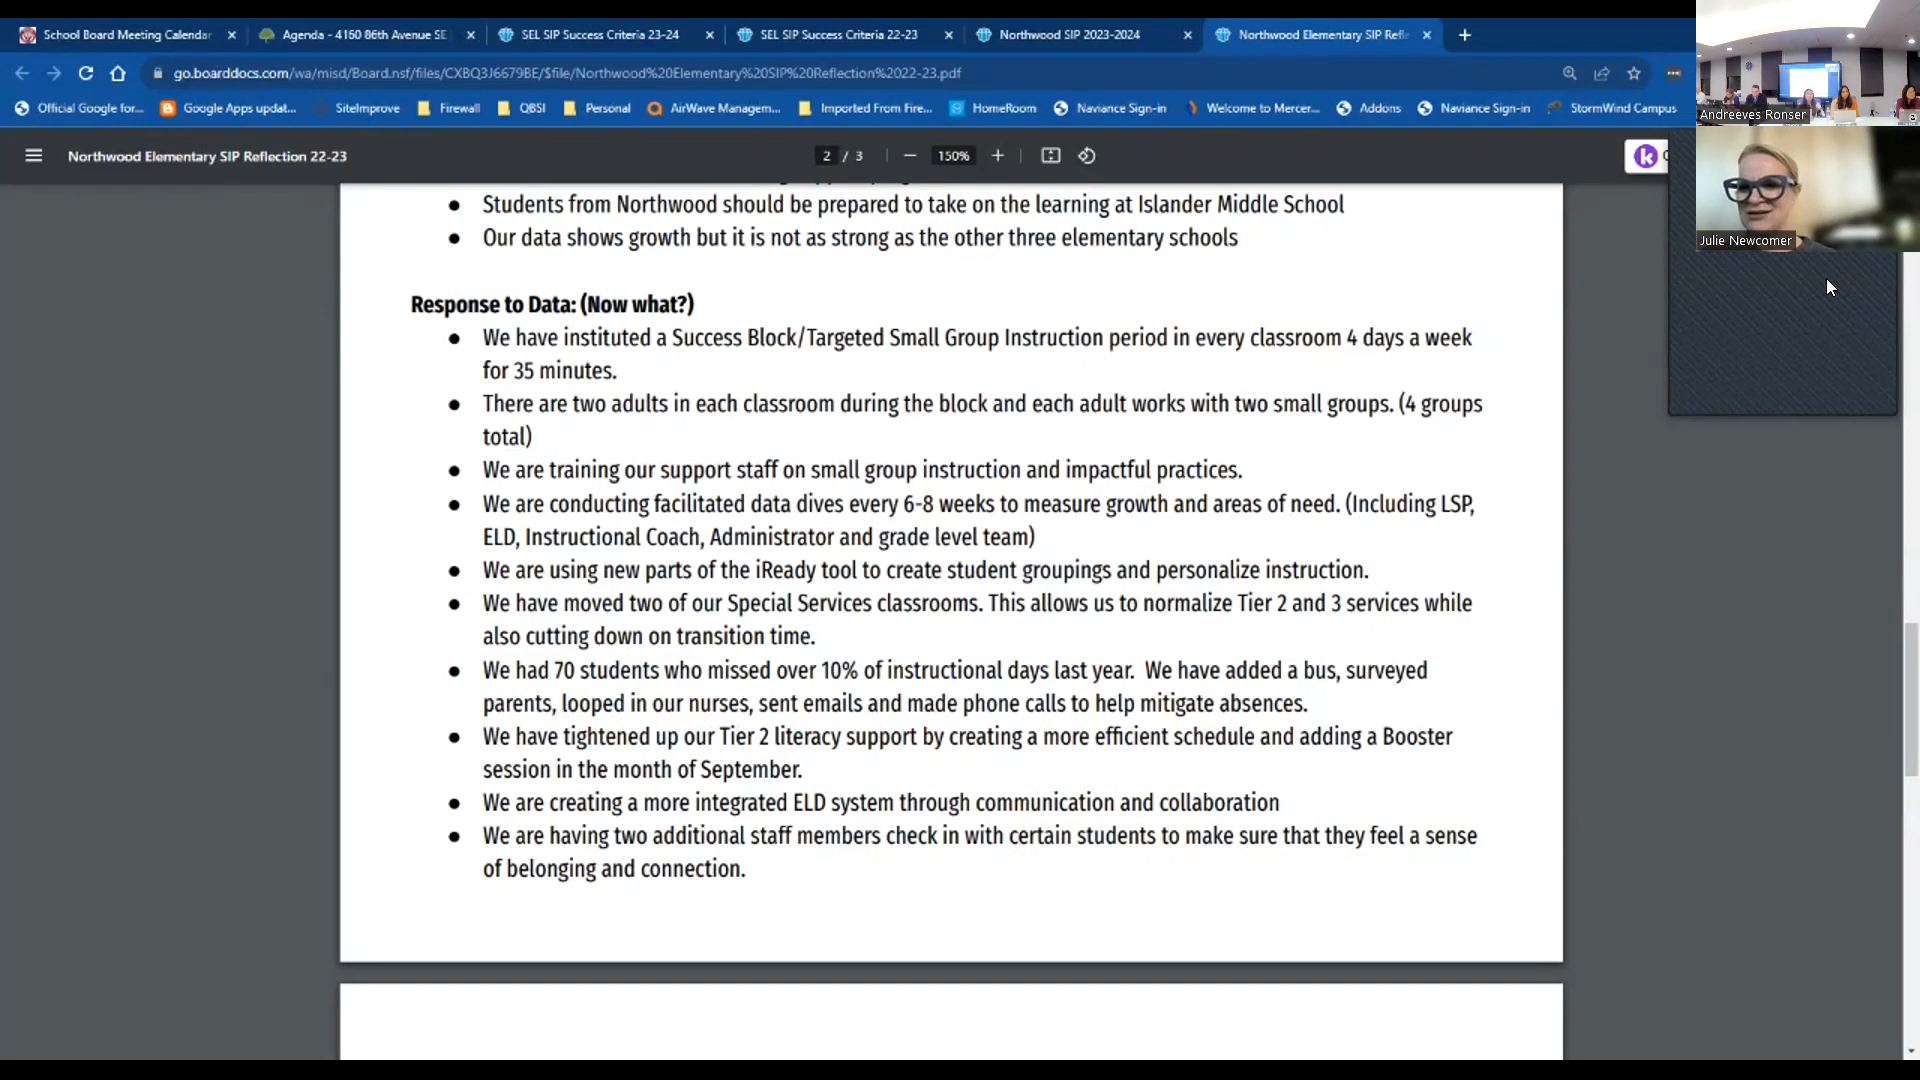 School Board Meeting Calendar
Agenda - 4160 86th Avenue SE
SEL SIP Success Criteria 23-24
SEL SIP Success Criteria 22-23
Northwood SIP 2023-2024
Northwood Elementary SIP Refle
go.boarddocs.com/wa/misd/Board.nsf/files/CXBQ3J6679BE/$file/Northwood%20Elementary%20SIP%20Reflection%2022-23.pdf
Official Google for...
Google Apps updat...
SiteImprove
Firewall
QBSI
Personal
AirWave Managem...
Imported From Fire...
HomeRoom
Naviance Sign-in
Welcome to Mercer...
Addons
Naviance Sign-in
StormWind Campus
Andreeves Ronser
Northwood Elementary SIP Reflection 22-23
2 / 3
150%
k
Julie Newcomer
● Students from Northwood should be prepared to take on the learning at Islander Middle School
● Our data shows growth but it is not as strong as the other three elementary schools
Response to Data: (Now what?)
● We have instituted a Success Block/Targeted Small Group Instruction period in every classroom 4 days a week
for 35 minutes.
● There are two adults in each classroom during the block and each adult works with two small groups. (4 groups
total)
● We are training our support staff on small group instruction and impactful practices.
● We are conducting facilitated data dives every 6-8 weeks to measure growth and areas of need. (Including LSP,
ELD, Instructional Coach, Administrator and grade level team)
● We are using new parts of the iReady tool to create student groupings and personalize instruction.
● We have moved two of our Special Services classrooms. This allows us to normalize Tier 2 and 3 services while
also cutting down on transition time.
● We had 70 students who missed over 10% of instructional days last year. We have added a bus, surveyed
parents, looped in our nurses, sent emails and made phone calls to help mitigate absences.
● We have tightened up our Tier 2 literacy support by creating a more efficient schedule and adding a Booster
session in the month of September.
● We are creating a more integrated ELD system through communication and collaboration
● We are having two additional staff members check in with certain students to make sure that they feel a sense
of belonging and connection.